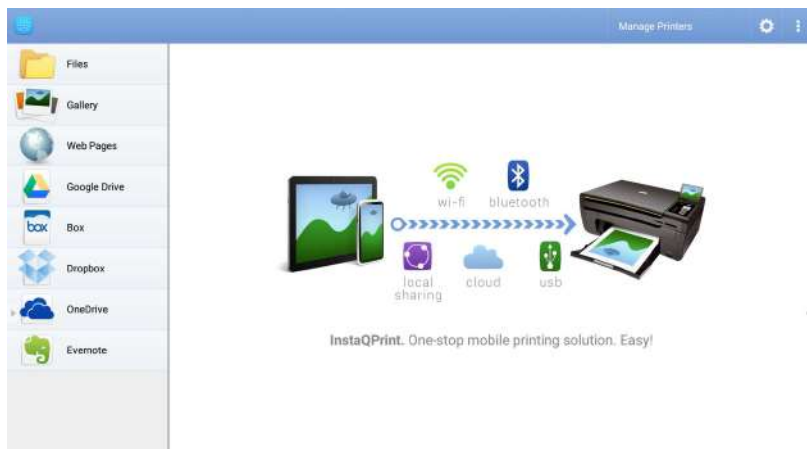 Manage Printers
Files
Gallery
Web Pages
Google Drive
box
Box
Dropbox
OneDrive
Evernote
wi-fi
bluetooth
local
sharing
cloud
usb
InstaQPrint. One-stop mobile printing solution. Easy!